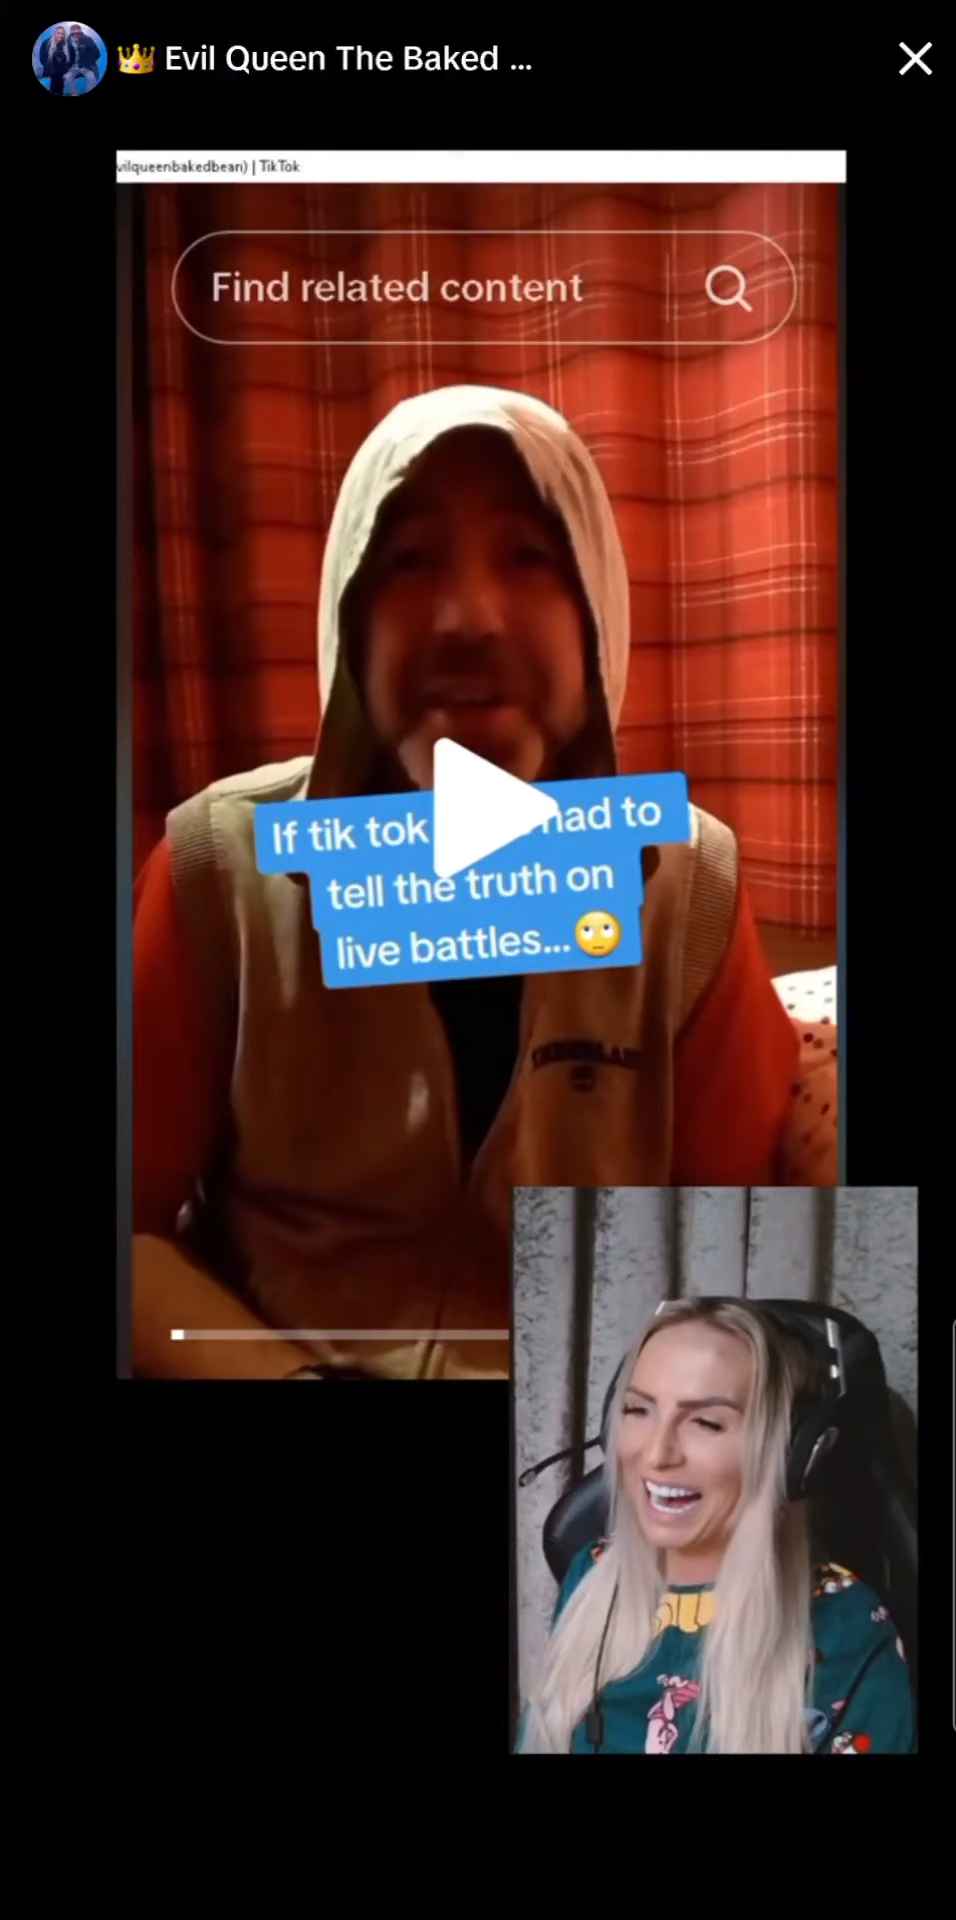 👑 Evil Queen The Baked ...
vilqueenbakedbean) | TikTok
Find related content
If tik tok had to
tell the truth on
live battles...🙄